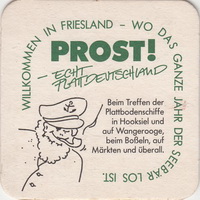 WILLKOMMEN IN FRIESLAND - WO DAS GANZE JAHR DER SEEBÄR LOS IST.
PROST!
- ECHT
PLATTDEUTSCHLAND
Beim Treffen der
Plattbodenschiffe
in Hooksiel und
auf Wangerooge,
beim Boßeln, auf
Märkten und überall.